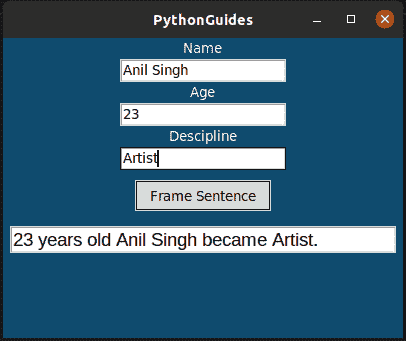 PythonGuides
Name
Anil Singh
Age
23
Descipline
Artist
Frame Sentence
23 years old Anil Singh became Artist.